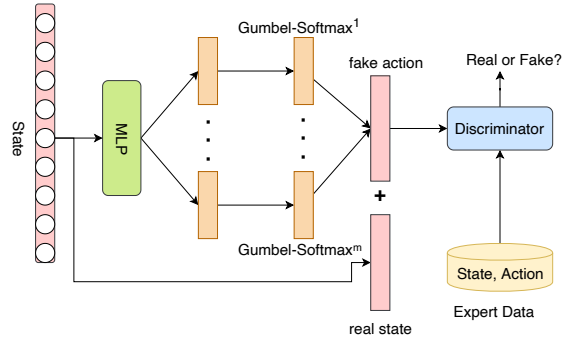 Gumbel-Softmax1
fake action
Real or Fake?
State
MLP
Discriminator
+
Gumbel-Softmaxm
State, Action
Expert Data
real state